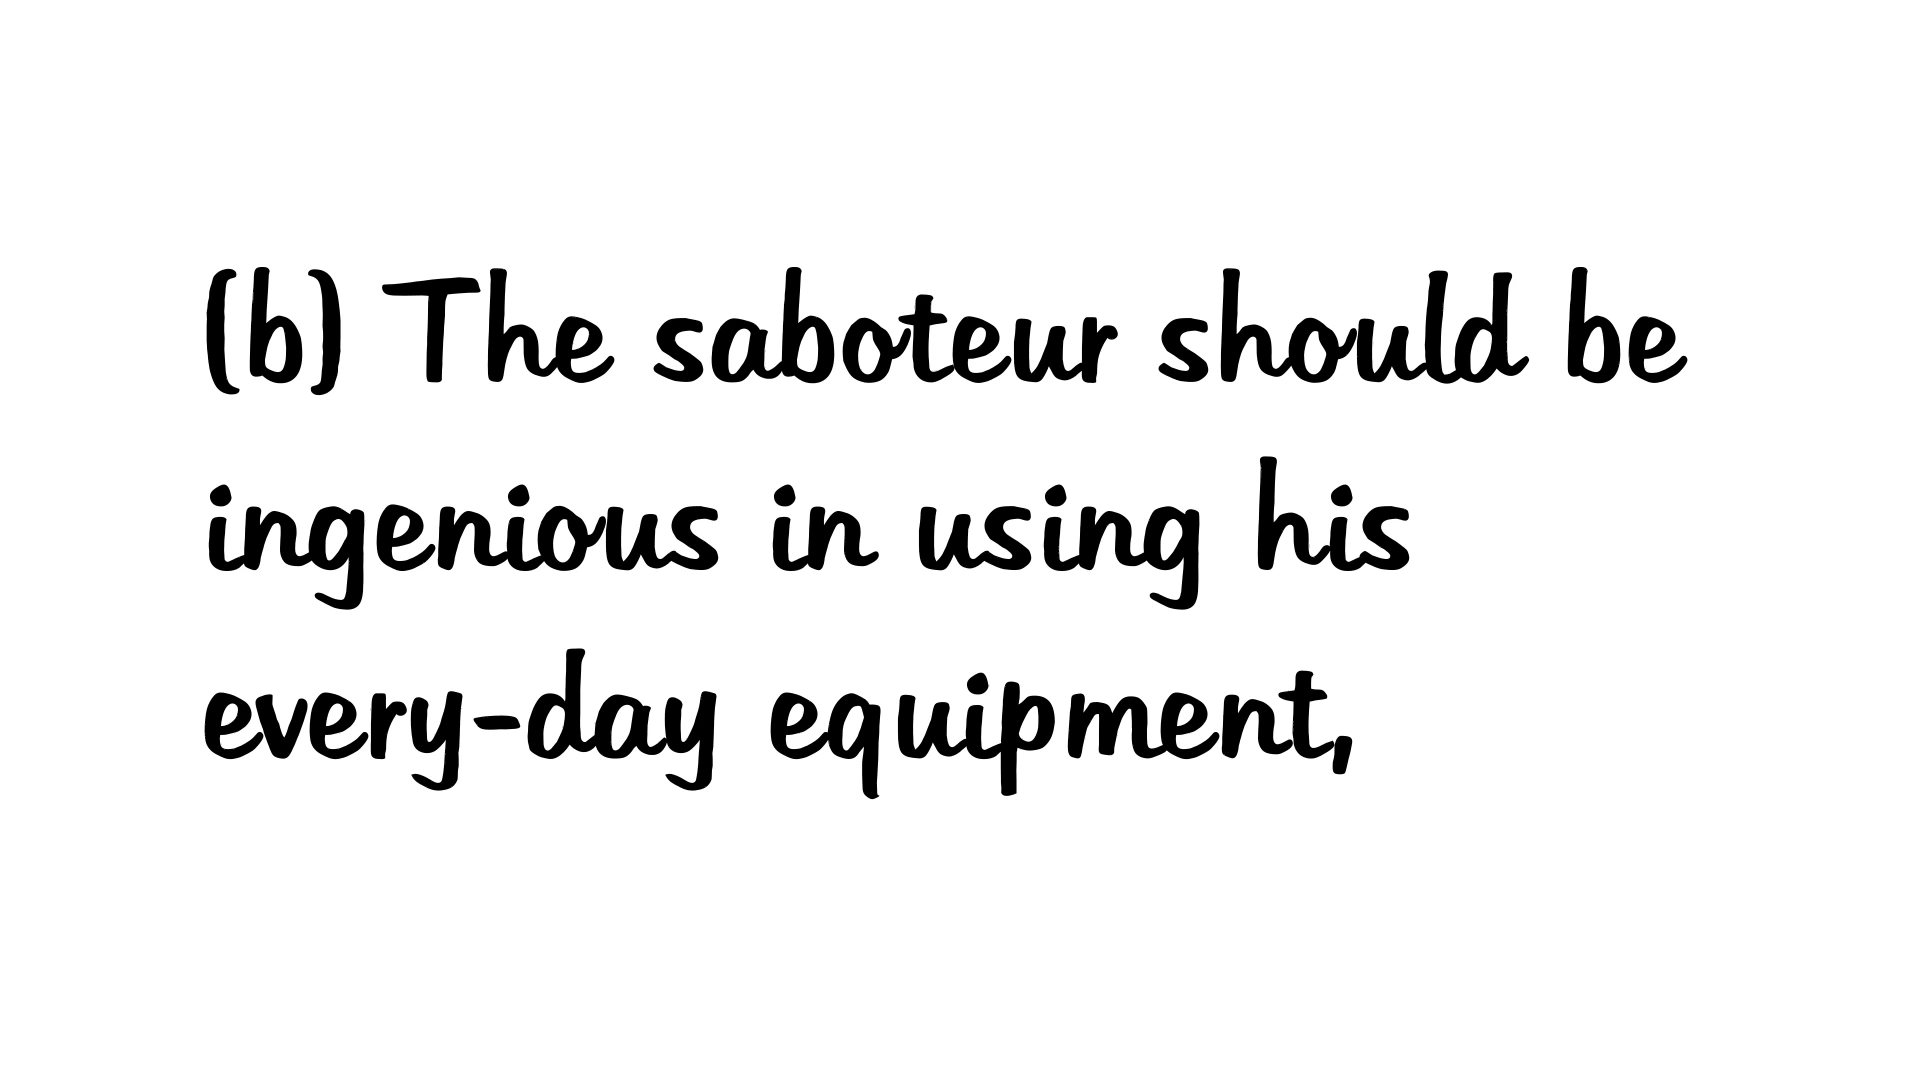 (b) The saboteur should be
ingenious in using his
every-day equipment,